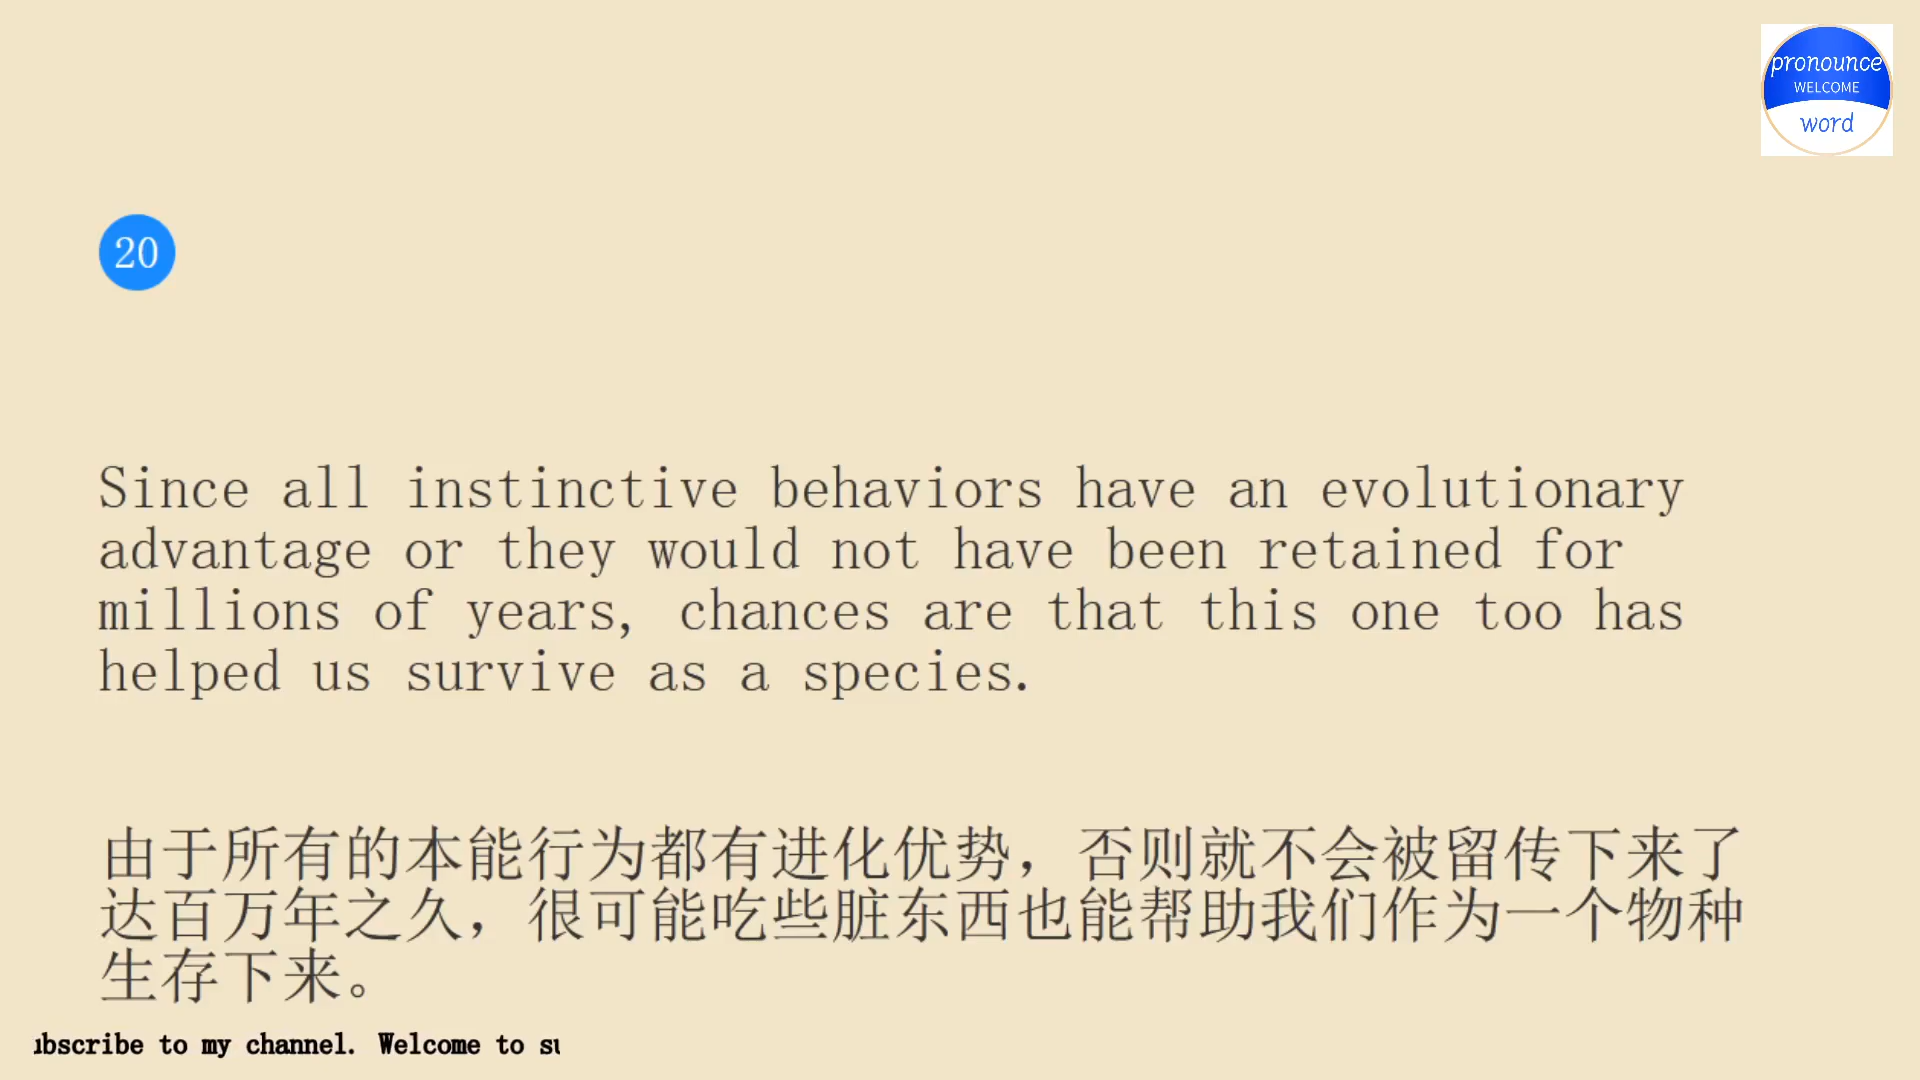 pronounce
WELCOME
word
20
Since all instinctive behaviors have an evolutionary
advantage or they would not have been retained for
millions of years, chances are that this one too has
helped us survive as a species.
由于所有的本能行为都有进化优势，否则就不会被留传下来了
达百万年之久，很可能吃些脏东西也能帮助我们作为一个物种
生存下来。
to my channel. Welcome to